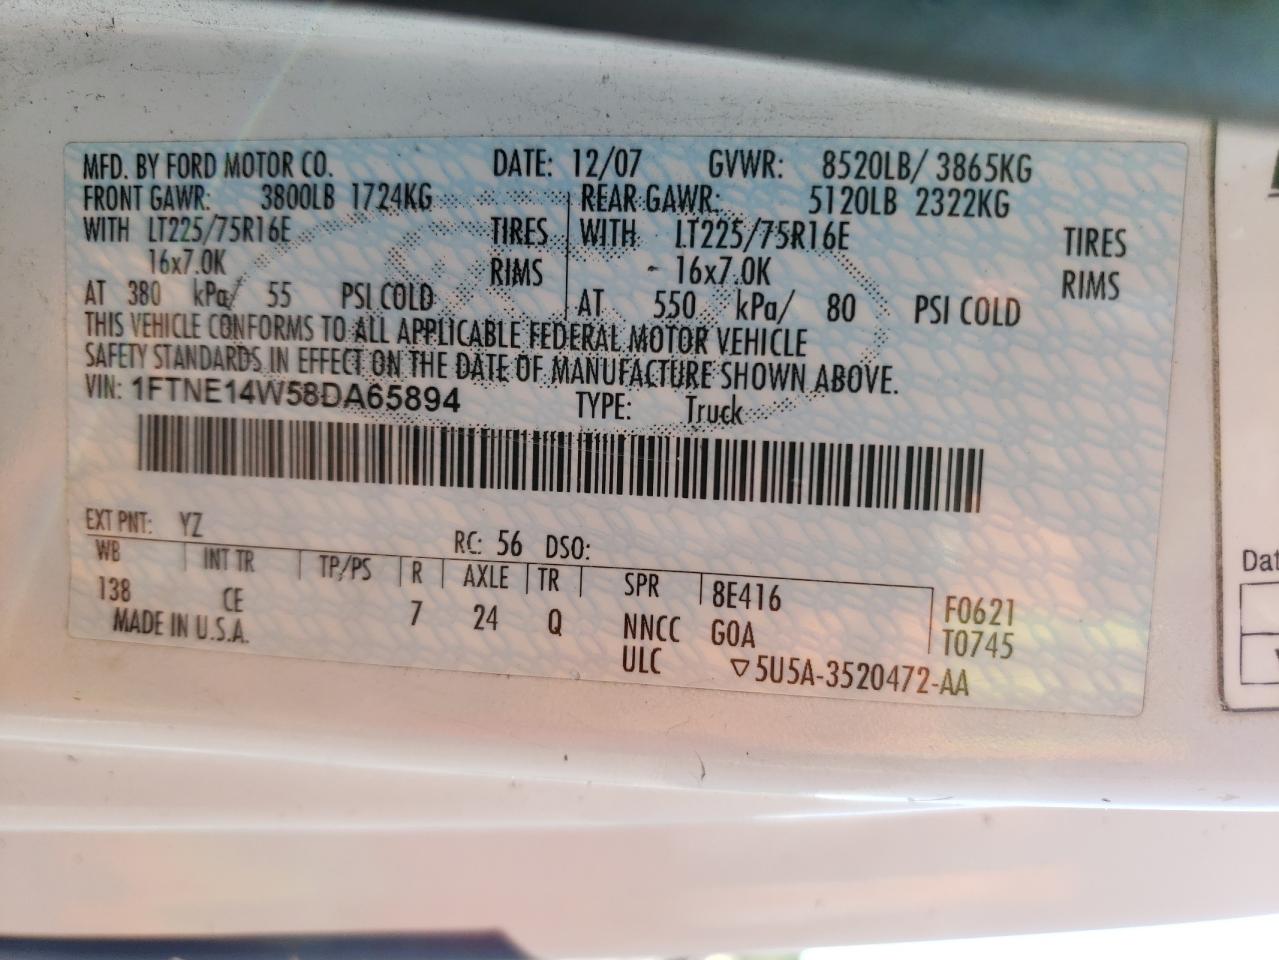 MFD. BY FORD MOTOR CO. DATE: 12/07 GVWR: 8520LB/ 3865KG
FRONT GAWR: 3800LB 1724KG REAR GAWR: 5120LB 2322KG
WITH LT225/75R16E TIRES WITH LT225/75R16E TIRES
16x7.0K RIMS - 16x7.0K RIMS
AT 380 kPa/ 55 PSI COLD AT 550 kPa/ 80 PSI COLD
THIS VEHICLE CONFORMS TO ALL APPLICABLE FEDERAL MOTOR VEHICLE
SAFETY STANDARDS IN EFFECT ON THE DATE OF MANUFACTURE SHOWN ABOVE.
VIN: 1FTNE14W58DA65894 TYPE: Truck
EXT PNT: YZ RC: 56 DSO:
WB INT TR TP/PS R AXLE TR SPR 8E416 F0621
138 CE 7 24 Q NNCC GOA T0745
MADE IN U.S.A. ULC ▽5U5A-3520472-AA
Dat